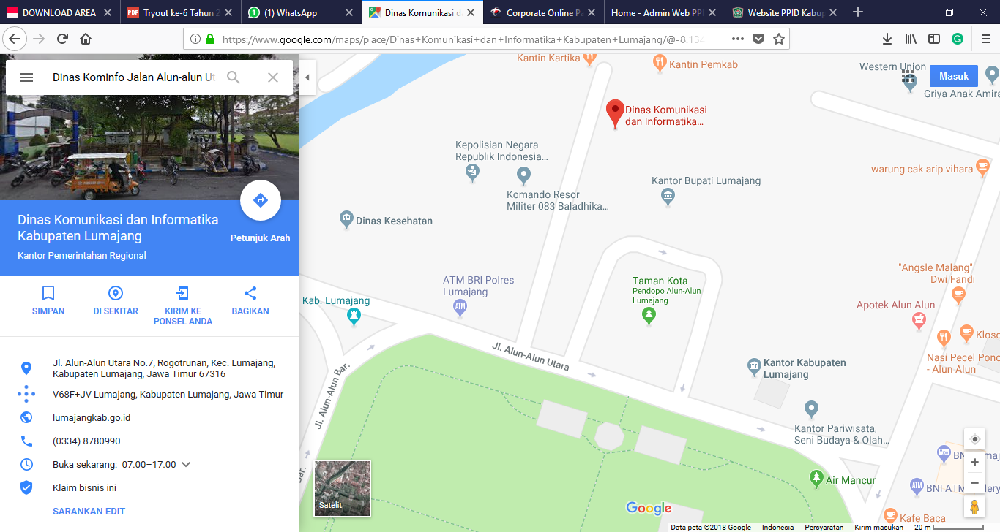 DOWNLOAD AREA
Tryout ke-6 Tahun 2
(1) WhatsApp
Dinas Komunikasi d
Corporate Online Pa
Home - Admin Web PPI
Website PPID Kabup
https://www.google.com/maps/place/Dinas+Komunikasi+dan+Informatika+Kabupaten+Lumajang/@-8.134
Dinas Kominfo Jalan Alun-alun Ut
Dinas Komunikasi dan Informatika
Kabupaten Lumajang
Kantor Pemerintahan Regional
Petunjuk Arah
SIMPAN
DI SEKITAR
KIRIM KE
PONSEL ANDA
BAGIKAN
Jl. Alun-Alun Utara No.7, Rogotrunan, Kec. Lumajang,
Kabupaten Lumajang, Jawa Timur 67316
V68F+JV Lumajang, Kabupaten Lumajang, Jawa Timur
lumajangkab.go.id
(0334) 8780990
Buka sekarang: 07.00–17.00
Klaim bisnis ini
SARANKAN EDIT
Kantin Kartika
Kantin Pemkab
Western Union
Masuk
Griya Anak Amira
Dinas Komunikasi
dan Informatika...
Kepolisian Negara
Republik Indonesia...
warung cak arip vihara
Kantor Bupati Lumajang
Komando Resor
Militer 083 Baladhika...
Dinas Kesehatan
"Angsle Malang"
Dwi Fandi
ATM BRI Polres
Lumajang
ATM
Taman Kota
Pendopo Alun-Alun
Lumajang
Kab. Lumajang
Apotek Alun Alun
Kloso
Nasi Pecel Pono
- Alun Alun
Jl. Alun-Alun Utara
Jl. Alun-Alun Bar.
Kantor Kabupaten
Lumajang
Kantor Pariwisata,
Seni Budaya & Olah...
Bar.
Air Mancur
ATM
BNI ATM
Kafe Baca
Satelit
Google
Data peta ©2018 Google
Indonesia
Persyaratan
Kirim masukan
20 m